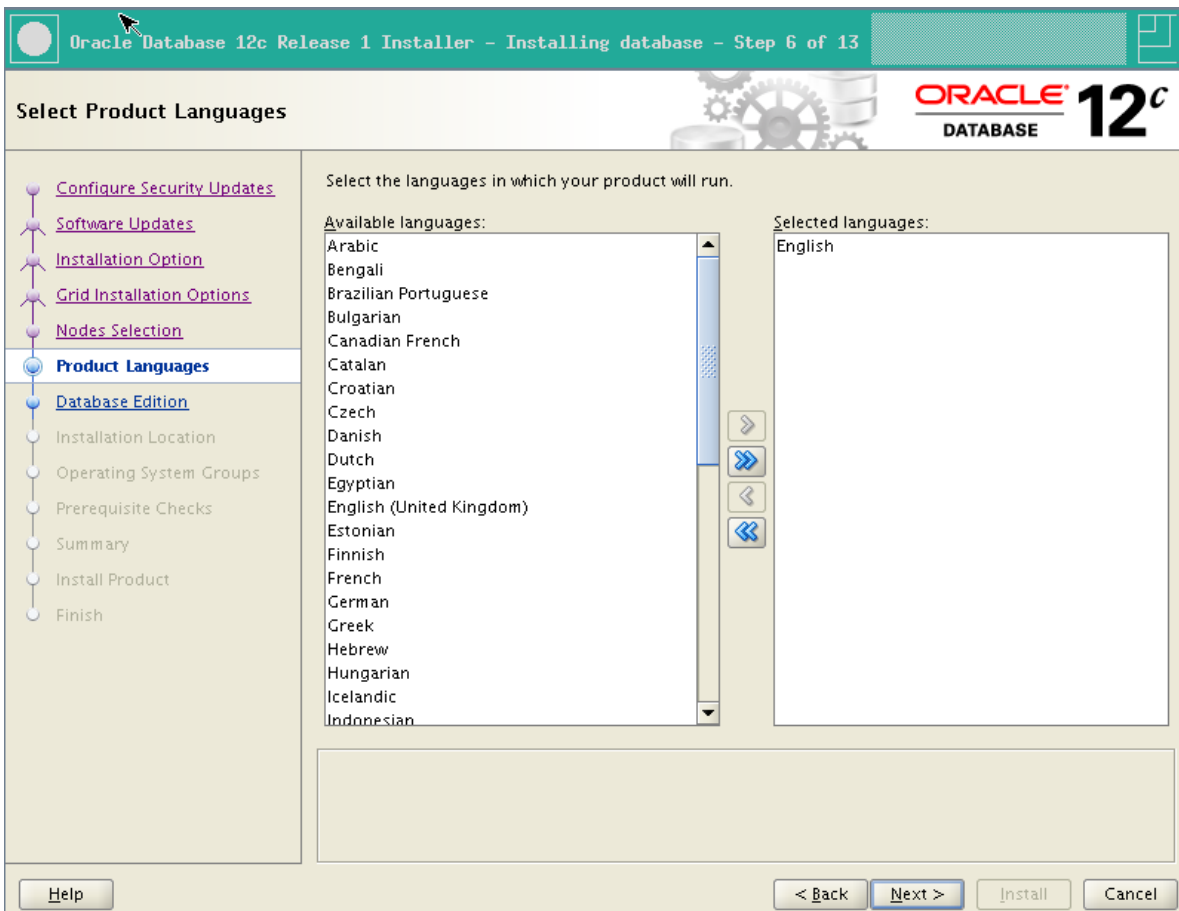 Oracle Database 12c Release 1 Installer - Installing database - Step 6 of 13
Select Product Languages
ORACLE DATABASE 12c
Configure Security Updates
Software Updates
Installation Option
Grid Installation Options
Nodes Selection
Product Languages
Database Edition
Installation Location
Operating System Groups
Prerequisite Checks
Summary
Install Product
Finish
Select the languages in which your product will run.
Available languages:
Arabic
Bengali
Brazilian Portuguese
Bulgarian
Canadian French
Catalan
Croatian
Czech
Danish
Dutch
Egyptian
English (United Kingdom)
Estonian
Finnish
French
German
Greek
Hebrew
Hungarian
Icelandic
Indonesian
Selected languages:
English
Help
< Back
Next >
Install
Cancel